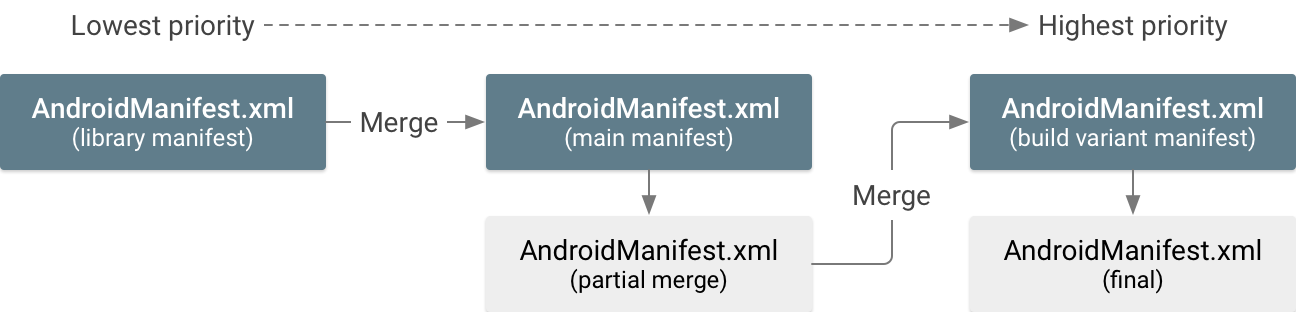 Lowest priority
Highest priority
AndroidManifest.xml
(library manifest)
Merge
AndroidManifest.xml
(main manifest)
AndroidManifest.xml
(build variant manifest)
Merge
AndroidManifest.xml
(partial merge)
AndroidManifest.xml
(final)